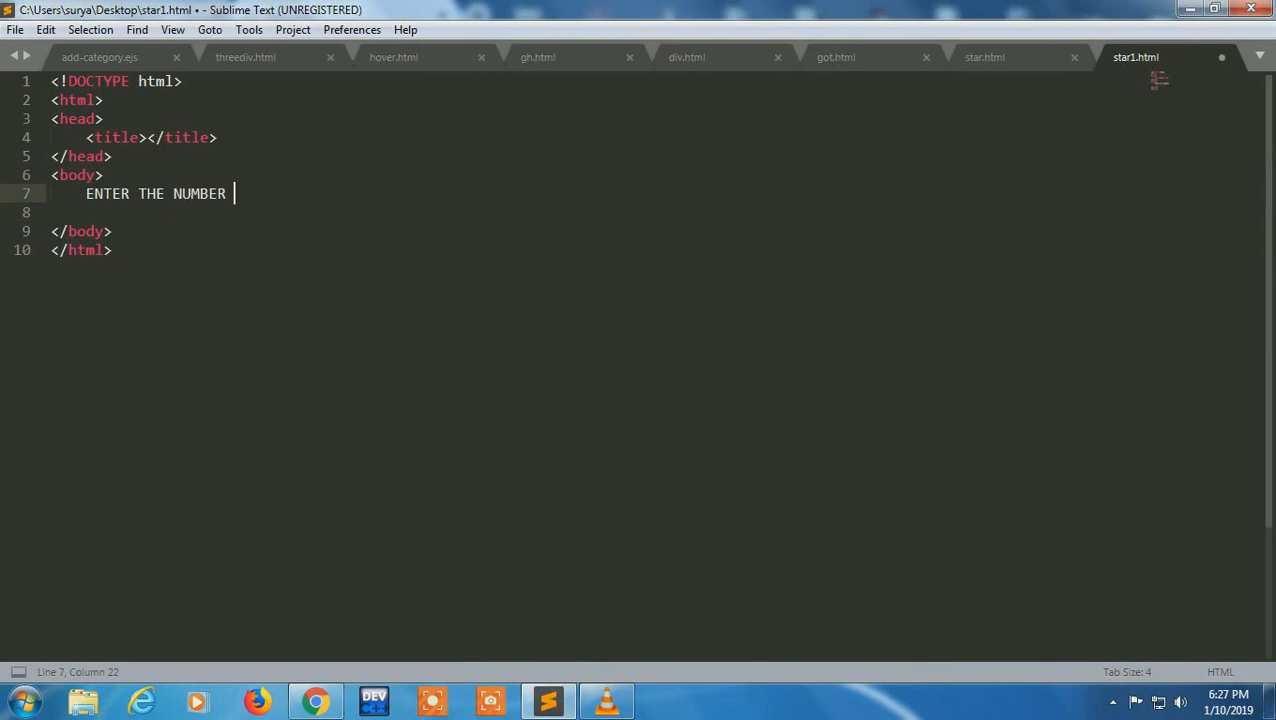 C:\Users\surya\Desktop\star1.html • - Sublime Text (UNREGISTERED)
File Edit Selection Find View Goto Tools Project Preferences Help
add-category.ejs threediv.html hover.html gh.html div.html got.html star.html star1.html
1 <!DOCTYPE html>
2 <html>
3 <head>
4 <title></title>
5 </head>
6 <body>
7 ENTER THE NUMBER
8
9 </body>
10 </html>
Line 7, Column 22 Tab Size: 4 HTML
DEV C++
6:27 PM
1/10/2019